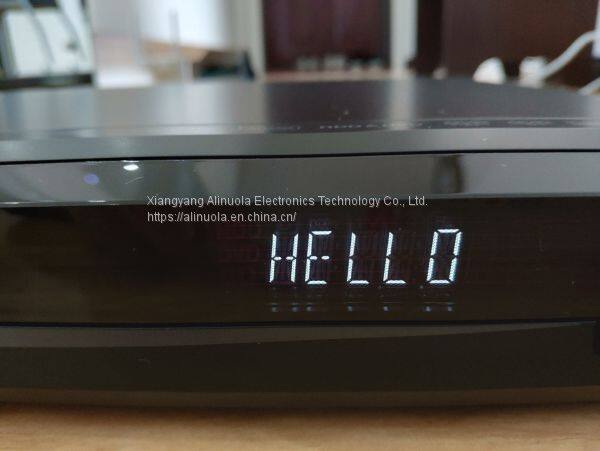 Xiangyang Alinuola Electronics Technology Co., Ltd.
https://alinuola.en.china.cn/
HELLO